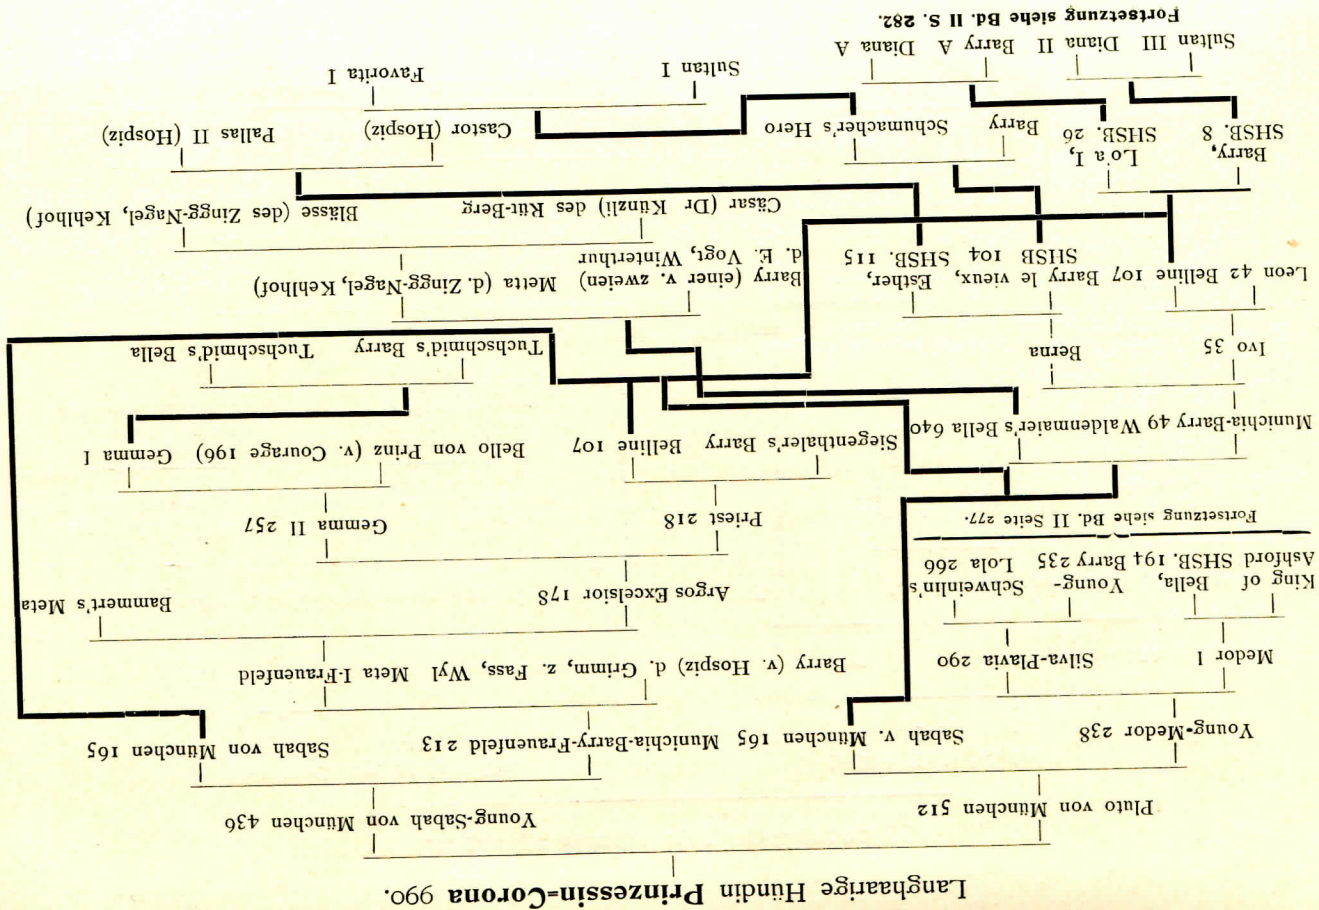 Langhaarige Hündin Prinzessin=Corona 990.
Pluto von München 512
Young-Sabah von München 436
Young-Medor 238
Sabah v. München 165
Munichia-Barry-Frauenfeld 213
Sabah von München 165
Medor I
Silva-Plavia 290
Barry (v. Hospiz) d. Grimm, z. Fass, Wyl
Meta I-Frauenfeld
King of
Ashford
Bella,
SHSB. 194
Young-
Barry 235
Schweinlin's
Lola 266
Fortsetzung siehe Bd. II Seite 277.
Argos Excelsior 178
Bammert's Meta
Priest 218
Gemma II 257
Munichia-Barry 49
Waldenmaier's Bella 640
Siegenthaler's Barry
Belline 107
Bello von Prinz (v. Courage 196)
Gemma I
Ivo 35
Berna
Tuchschmid's Barry
Tuchschmid's Bella
Leon 42
Belline 107
Barry le vieux,
SHSB 104
Esther,
SHSB. 115
Barry (einer v. zweien)
d. E. Vogt, Winterthur
Metta (d. Zingg-Nagel, Kehlhof)
Cäsar (Dr Künzli) des Rüt-Berg
Blässe (des Zingg-Nagel, Kehlhof)
Barry,
SHSB. 8
Lo'a I,
SHSB. 26
Barry
Schumacher's Hero
Castor (Hospiz)
Pallas II (Hospiz)
Sultan III
Diana II
Barry A
Diana A
Sultan I
Favorita I
Fortsetzung siehe Bd. II S. 282.